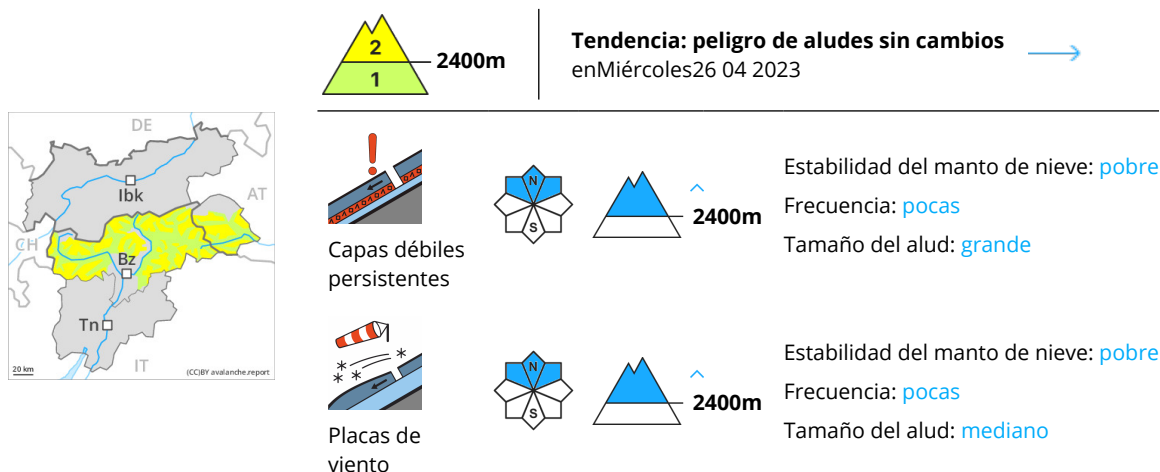 2
1
2400m
Tendencia: peligro de aludes sin cambios
enMiércoles26 04 2023
DE
Ibk
AT
CH
Bz
Tn
IT
20 km
(CC)BY avalanche.report
Capas débiles
persistentes
N
S
2400m
Estabilidad del manto de nieve: pobre
Frecuencia: pocas
Tamaño del alud: grande
Placas de
viento
N
S
2400m
Estabilidad del manto de nieve: pobre
Frecuencia: pocas
Tamaño del alud: mediano